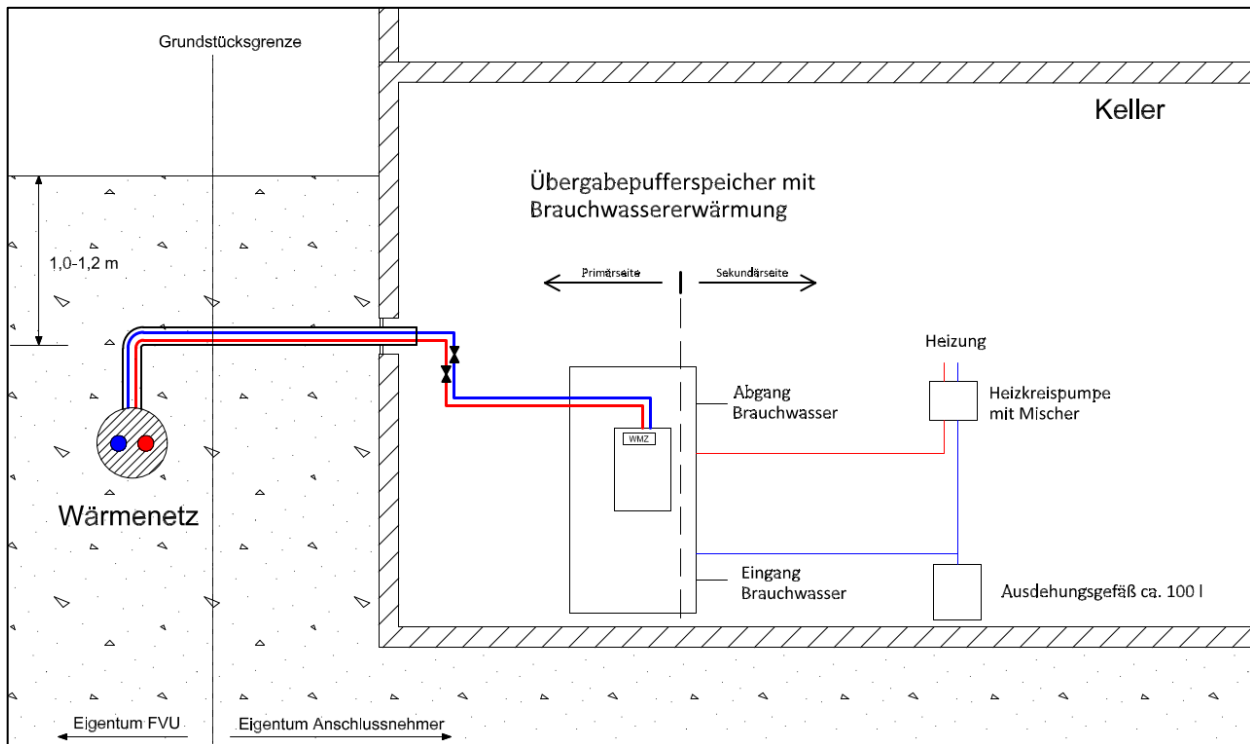 Grundstücksgrenze
Keller
Übergabepufferspeicher mit
Brauchwassererwärmung
1,0-1,2 m
Primärseite
Sekundärseite
Heizung
Abgang
Brauchwasser
Heizkreispumpe
mit Mischer
WMZ
Wärmenetz
Eingang
Brauchwasser
Ausdehungsgefäß ca. 100 l
Eigentum FVU
Eigentum Anschlussnehmer